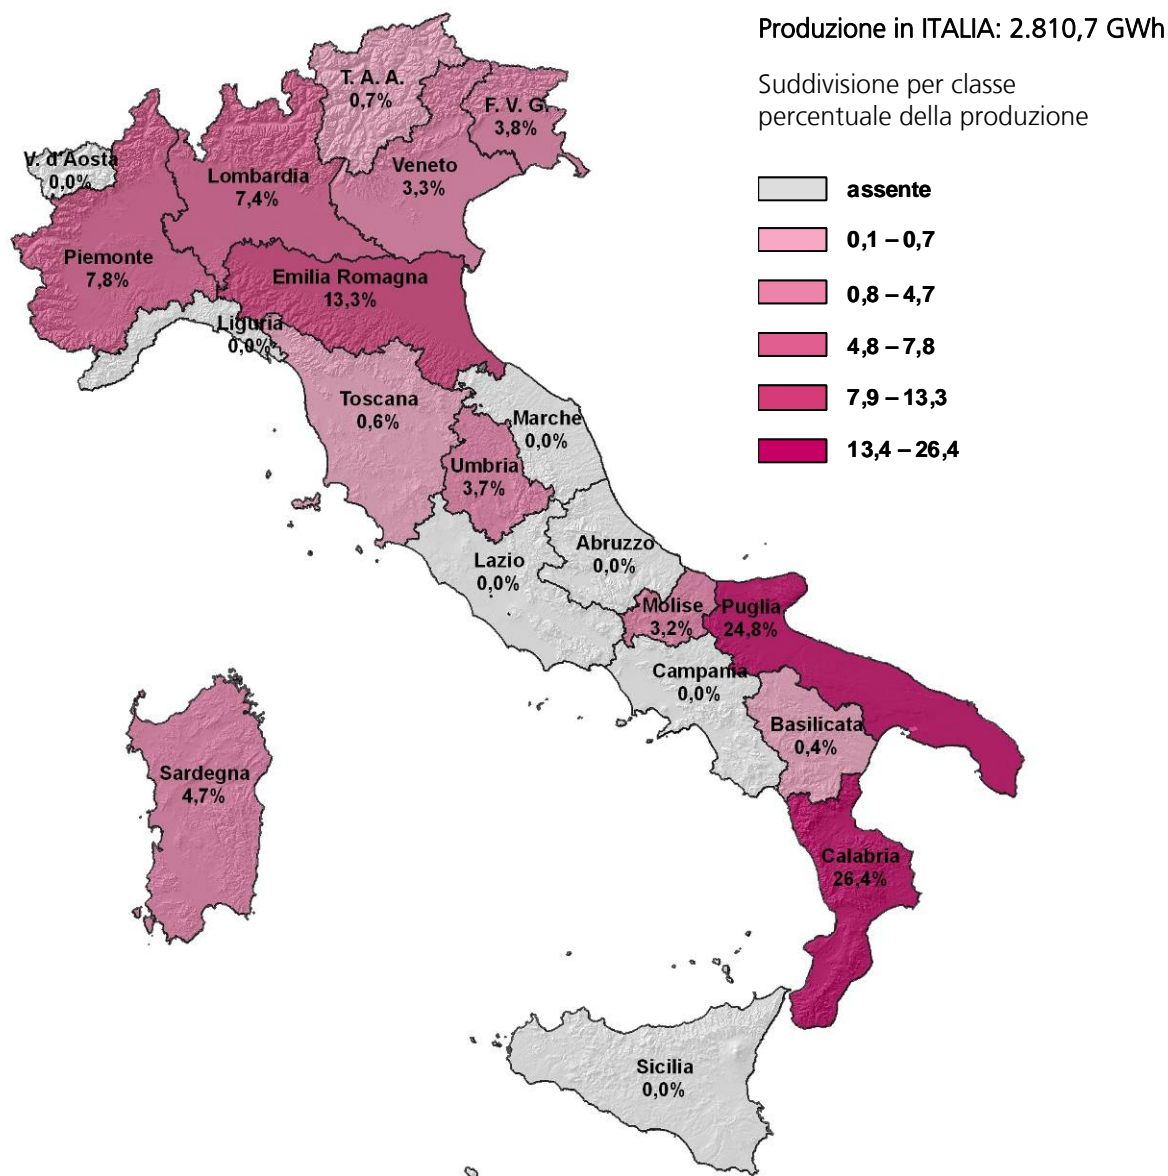 Produzione in ITALIA: 2.810,7 GWh
Suddivisione per classe
percentuale della produzione
assente
0,1 – 0,7
0,8 – 4,7
4,8 – 7,8
7,9 – 13,3
13,4 – 26,4
T. A. A.
0,7%
F. V. G.
3,8%
V. d'Aosta
0,0%
Lombardia
7,4%
Veneto
3,3%
Piemonte
7,8%
Emilia Romagna
13,3%
Liguria
0,0%
Toscana
0,6%
Marche
0,0%
Umbria
3,7%
Lazio
0,0%
Abruzzo
0,0%
Molise
3,2%
Puglia
24,8%
Campania
0,0%
Basilicata
0,4%
Sardegna
4,7%
Calabria
26,4%
Sicilia
0,0%